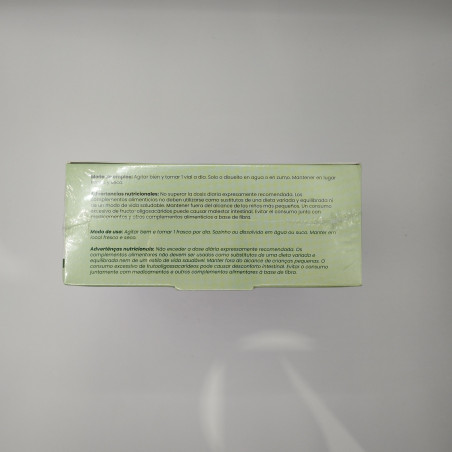 Modo de empleo: Agitar bien y tomar 1 vial a día. Solo o disuelto en agua o en zumo. Mantener en lugar
Advertencias nutricionales: No superar la dosis diaria expresamente recomendada. Los
complementos alimenticios no deben utilizarse como sustitutos de una dieta variada y equilibrada ni
de un modo de vida saludable. Mantener fuera del alcance de los niños más pequeños. Un consumo
excesivo de fructo-oligosacáridos puede causar malestar intestinal. Evitar el consumo junto con
medicamentos y otros complementos alimenticios a base de fibra.
Modo de uso: Agitar bem e tomar 1 frasco por dia. Sozinho ou dissolvido em água ou suco. Manter em
local fresco e seco.
Advertênças nutricionais: Não exceder a dose diária expressamente recomendada. Os
complementos alimentares não devem ser usados como substitutos de uma dieta variada e
equilibrada nem de um estilo de vida saudável. Manter fora do alcance de crianças pequenas. O
consumo excessivo de frutooligossacarídeos pode causar desconforto intestinal. Evitar o consumo
juntamente com medicamentos e outros complementos alimentares à base de fibra.